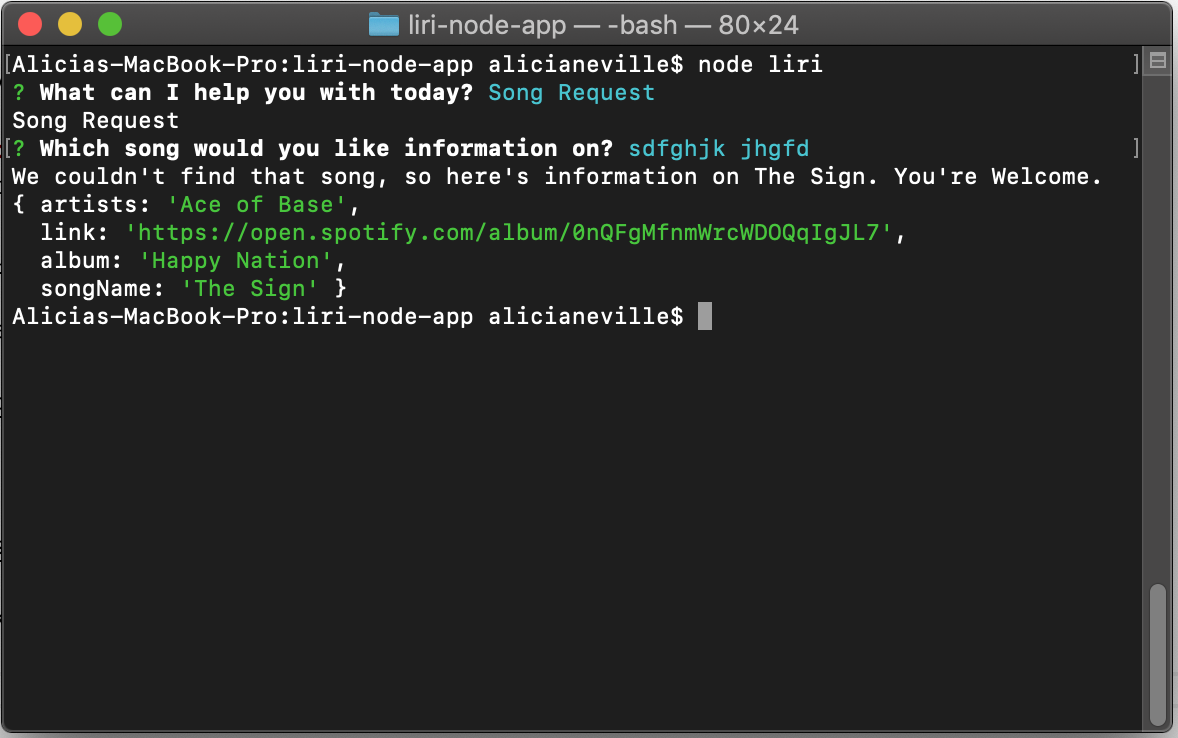 liri-node-app — -bash — 80×24
[Alicias-MacBook-Pro:liri-node-app alicianeville$ node liri ]
? What can I help you with today? Song Request
Song Request
[? Which song would you like information on? sdfghjk jhgfd ]
We couldn't find that song, so here's information on The Sign. You're Welcome.
{ artists: 'Ace of Base',
  link: 'https://open.spotify.com/album/0nQFgMfnmWrcWDOQqIgJL7',
  album: 'Happy Nation',
  songName: 'The Sign' }
Alicias-MacBook-Pro:liri-node-app alicianeville$